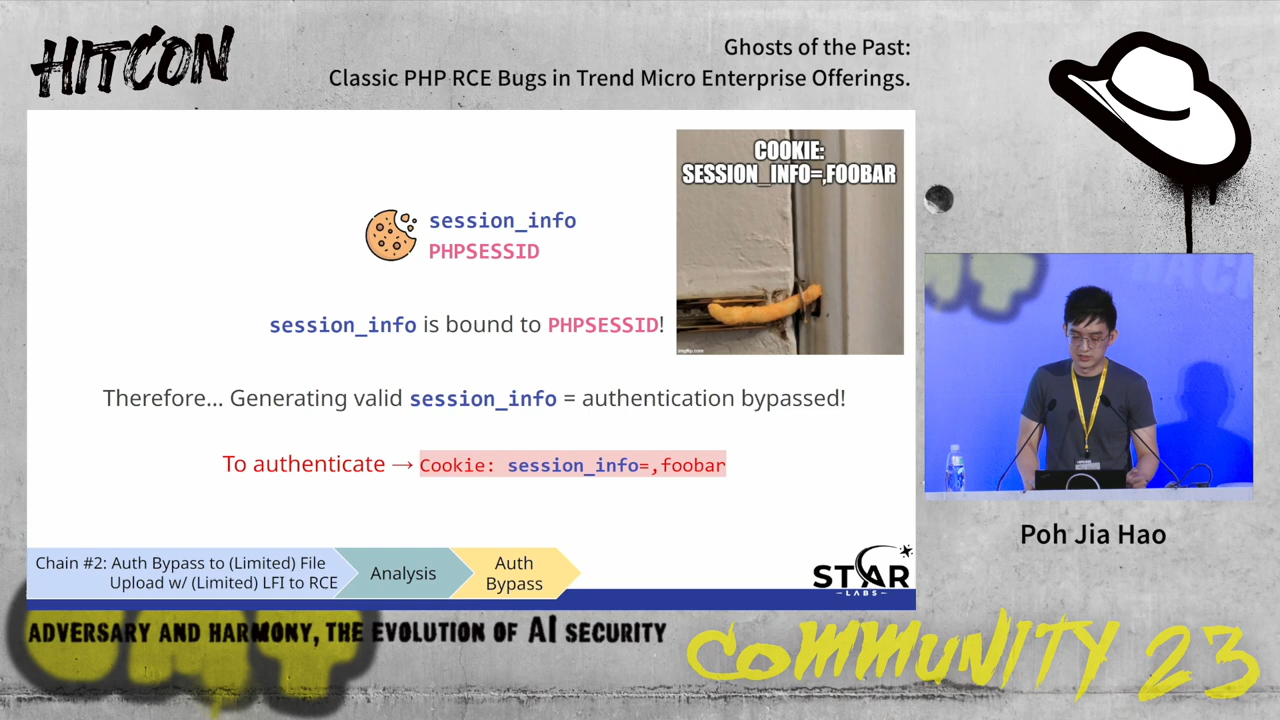 HITCON
Ghosts of the Past:
Classic PHP RCE Bugs in Trend Micro Enterprise Offerings.
COOKIE:
SESSION_INFO=,FOOBAR
imgflip.com
session_info
PHPSESSID
session_info is bound to PHPSESSID!
Therefore... Generating valid session_info = authentication bypassed!
To authenticate → Cookie: session_info=,foobar
Chain #2: Auth Bypass to (Limited) File
Upload w/ (Limited) LFI to RCE
Analysis
Auth
Bypass
STAR
LABS
Poh Jia Hao
ADVERSARY AND HARMONY, THE EVOLUTION OF AI SECURITY
COMMUNITY 23